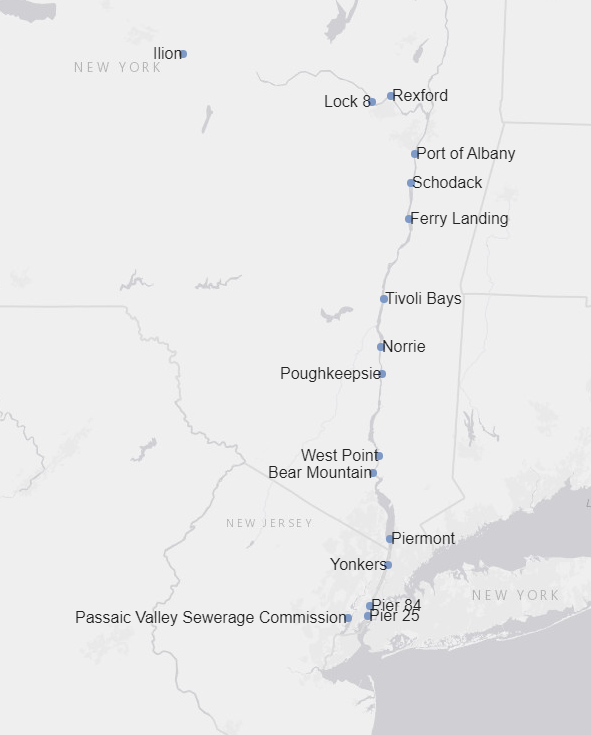 Ilion
NEW YORK
Rexford
Lock 8
Port of Albany
Schodack
Ferry Landing
Tivoli Bays
Norrie
Poughkeepsie
West Point
Bear Mountain
NEW JERSEY
Piermont
Yonkers
NEW YORK
Pier 84
Pier 25
Passaic Valley Sewerage Commission